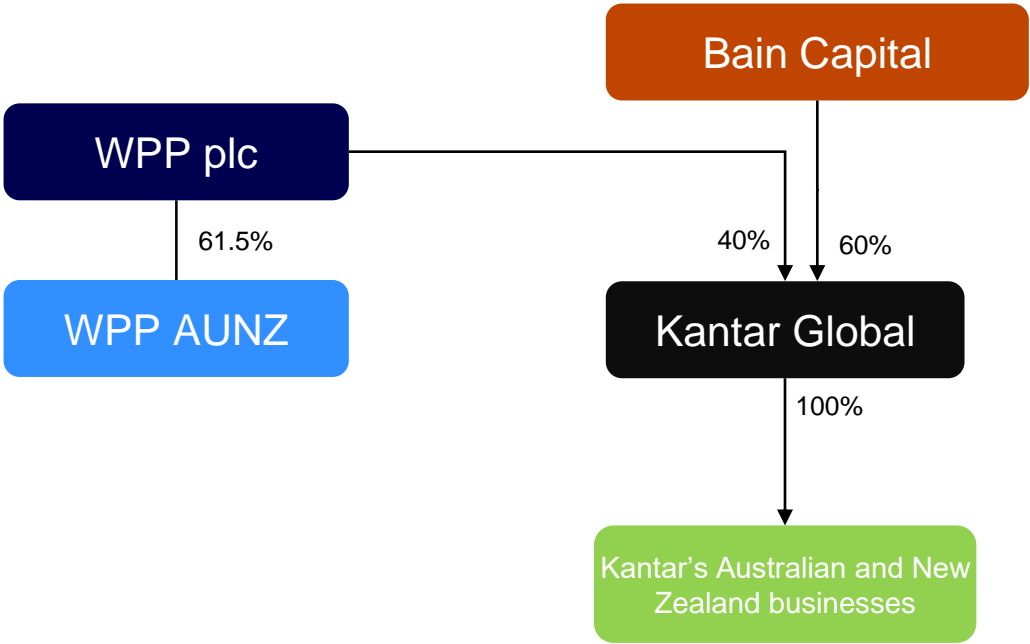 Bain Capital
WPP plc
61.5%
40%
60%
WPP AUNZ
Kantar Global
100%
Kantar’s Australian and New
Zealand businesses